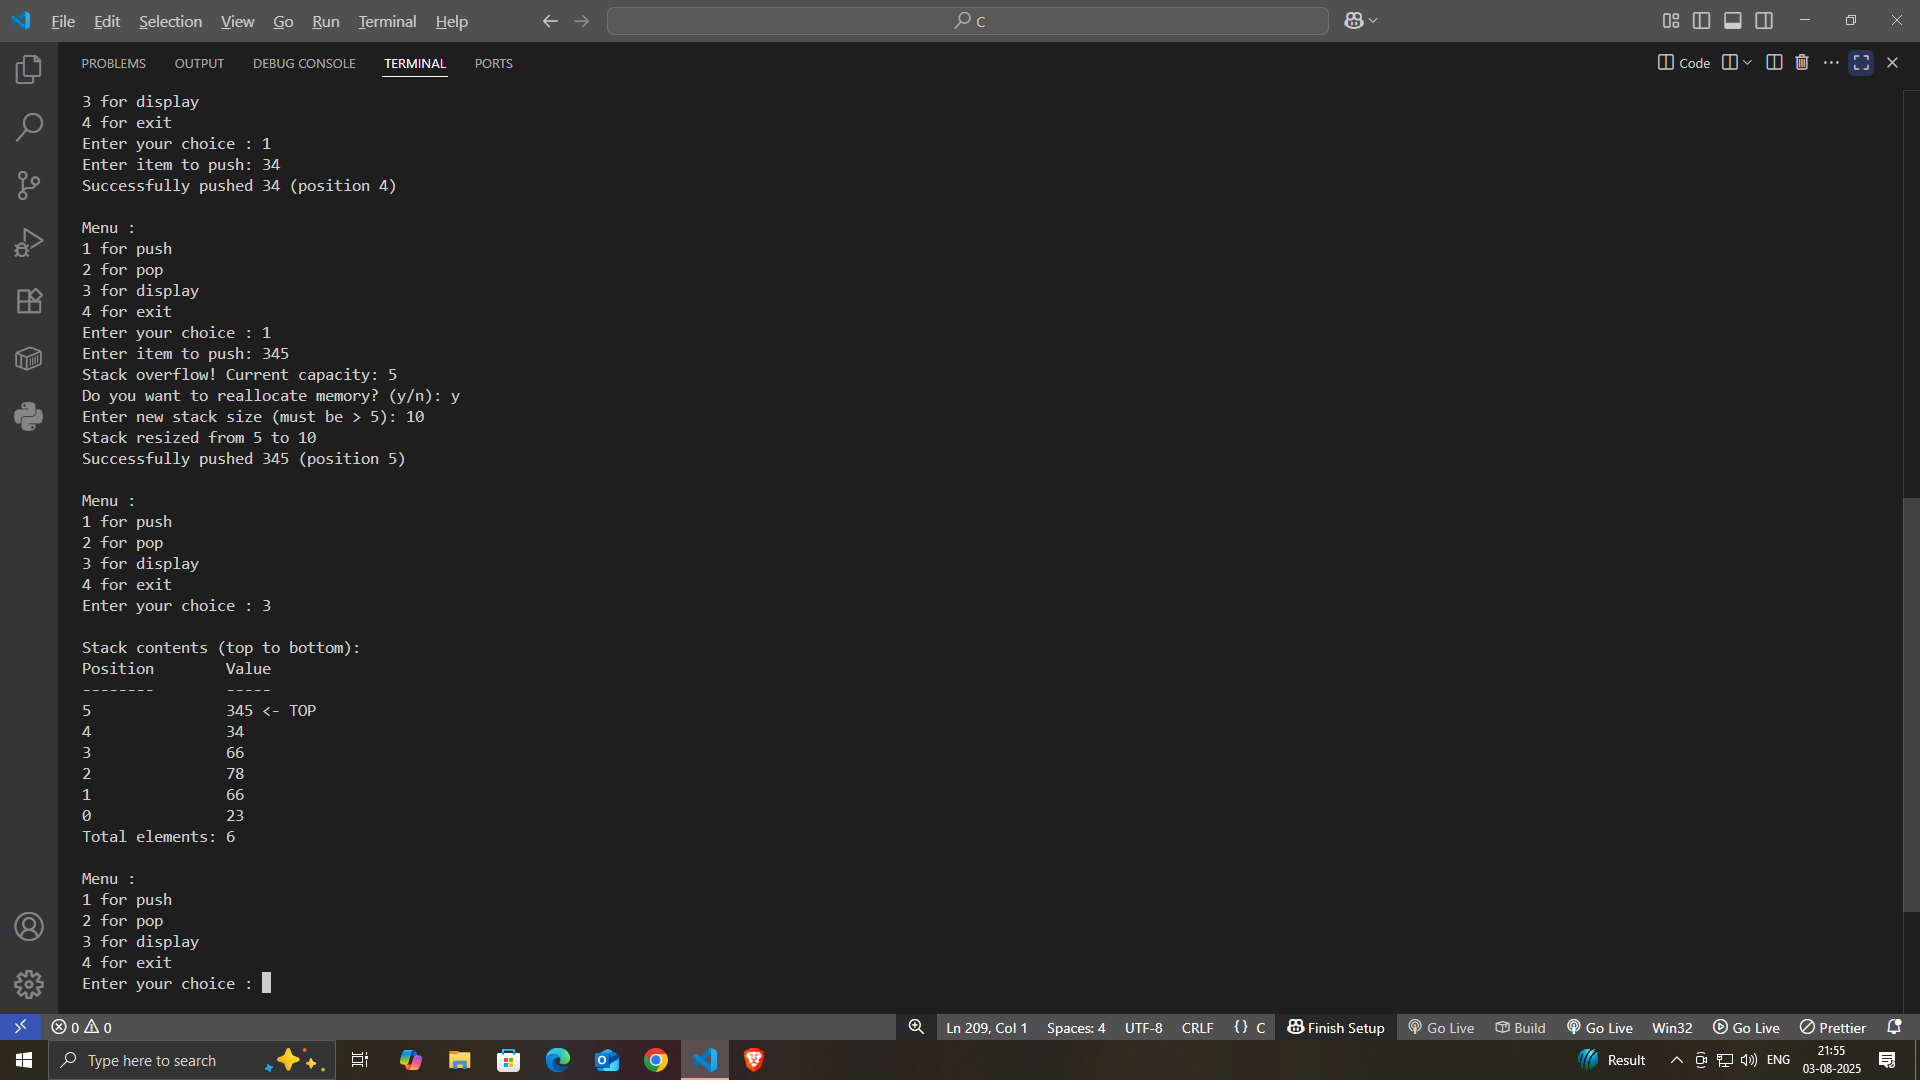 File Edit Selection View Go Run Terminal Help
C
PROBLEMS OUTPUT DEBUG CONSOLE TERMINAL PORTS
Code
3 for display
4 for exit
Enter your choice : 1
Enter item to push: 34
Successfully pushed 34 (position 4)
Menu :
1 for push
2 for pop
3 for display
4 for exit
Enter your choice : 1
Enter item to push: 345
Stack overflow! Current capacity: 5
Do you want to reallocate memory? (y/n): y
Enter new stack size (must be > 5): 10
Stack resized from 5 to 10
Successfully pushed 345 (position 5)
Menu :
1 for push
2 for pop
3 for display
4 for exit
Enter your choice : 3
Stack contents (top to bottom):
Position Value
-------- -----
5 345 <- TOP
4 34
3 66
2 78
1 66
0 23
Total elements: 6
Menu :
1 for push
2 for pop
3 for display
4 for exit
Enter your choice :
0 0 Ln 209, Col 1 Spaces: 4 UTF-8 CRLF {} C Finish Setup Go Live Build Go Live Win32 Go Live Prettier
Type here to search Result ENG 21:55
03-08-2025